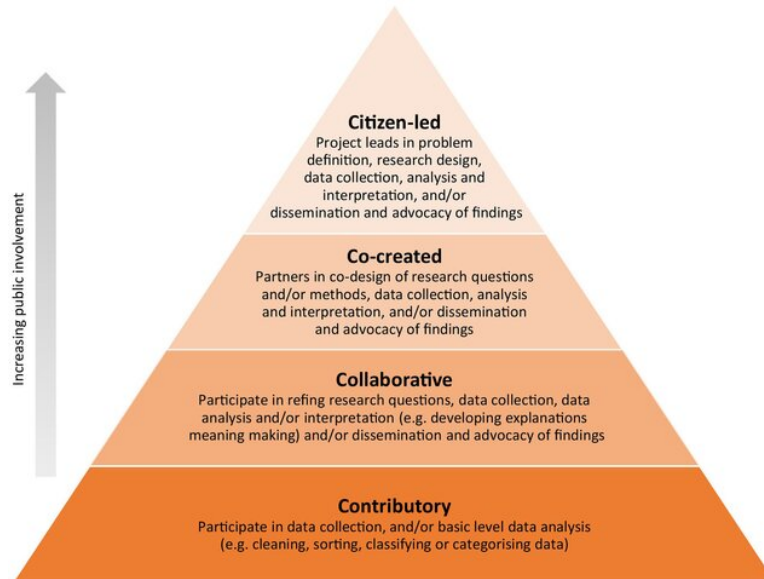 Citizen-led
Project leads in problem
definition, research design,
data collection, analysis and
interpretation, and/or
dissemination and advocacy of findings
Co-created
Partners in co-design of research questions
and/or methods, data collection, analysis
and interpretation, and/or dissemination
and advocacy of findings
Collaborative
Participate in refing research questions, data collection, data
analysis and/or interpretation (e.g. developing explanations
meaning making) and/or dissemination and advocacy of findings
Contributory
Participate in data collection, and/or basic level data analysis
(e.g. cleaning, sorting, classifying or categorising data)
Increasing public involvement